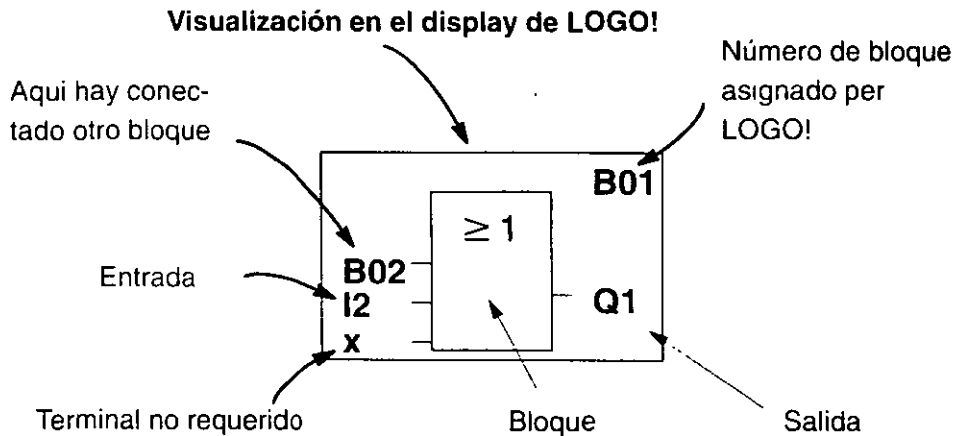 Visualización en el display de LOGO!
Número de bloque
asignado per
LOGO!
Aqui hay conec-
tado otro bloque
B01
≥ 1
B02
Entrada
I2
Q1
x
Terminal no requerido
Bloque
Salida